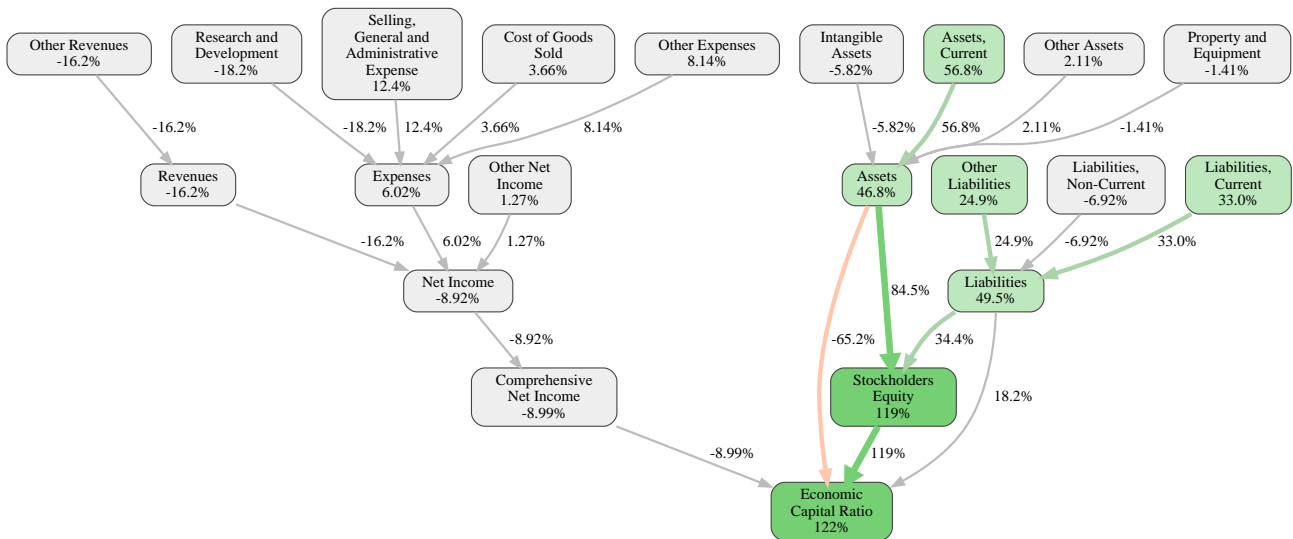 Other Revenues
-16.2%
Research and
Development
-18.2%
Selling,
General and
Administrative
Expense
12.4%
Cost of Goods
Sold
3.66%
Other Expenses
8.14%
Intangible
Assets
-5.82%
Assets,
Current
56.8%
Other Assets
2.11%
Property and
Equipment
-1.41%
-16.2%
-18.2%
12.4%
3.66%
8.14%
-5.82%
56.8%
2.11%
-1.41%
Revenues
-16.2%
Expenses
6.02%
Other Net
Income
1.27%
Assets
46.8%
Other
Liabilities
24.9%
Liabilities,
Non-Current
-6.92%
Liabilities,
Current
33.0%
-16.2%
6.02%
1.27%
24.9%
-6.92%
33.0%
Net Income
-8.92%
Liabilities
49.5%
84.5%
-8.92%
-65.2%
34.4%
Comprehensive
Net Income
-8.99%
Stockholders
Equity
119%
18.2%
-8.99%
119%
Economic
Capital Ratio
122%